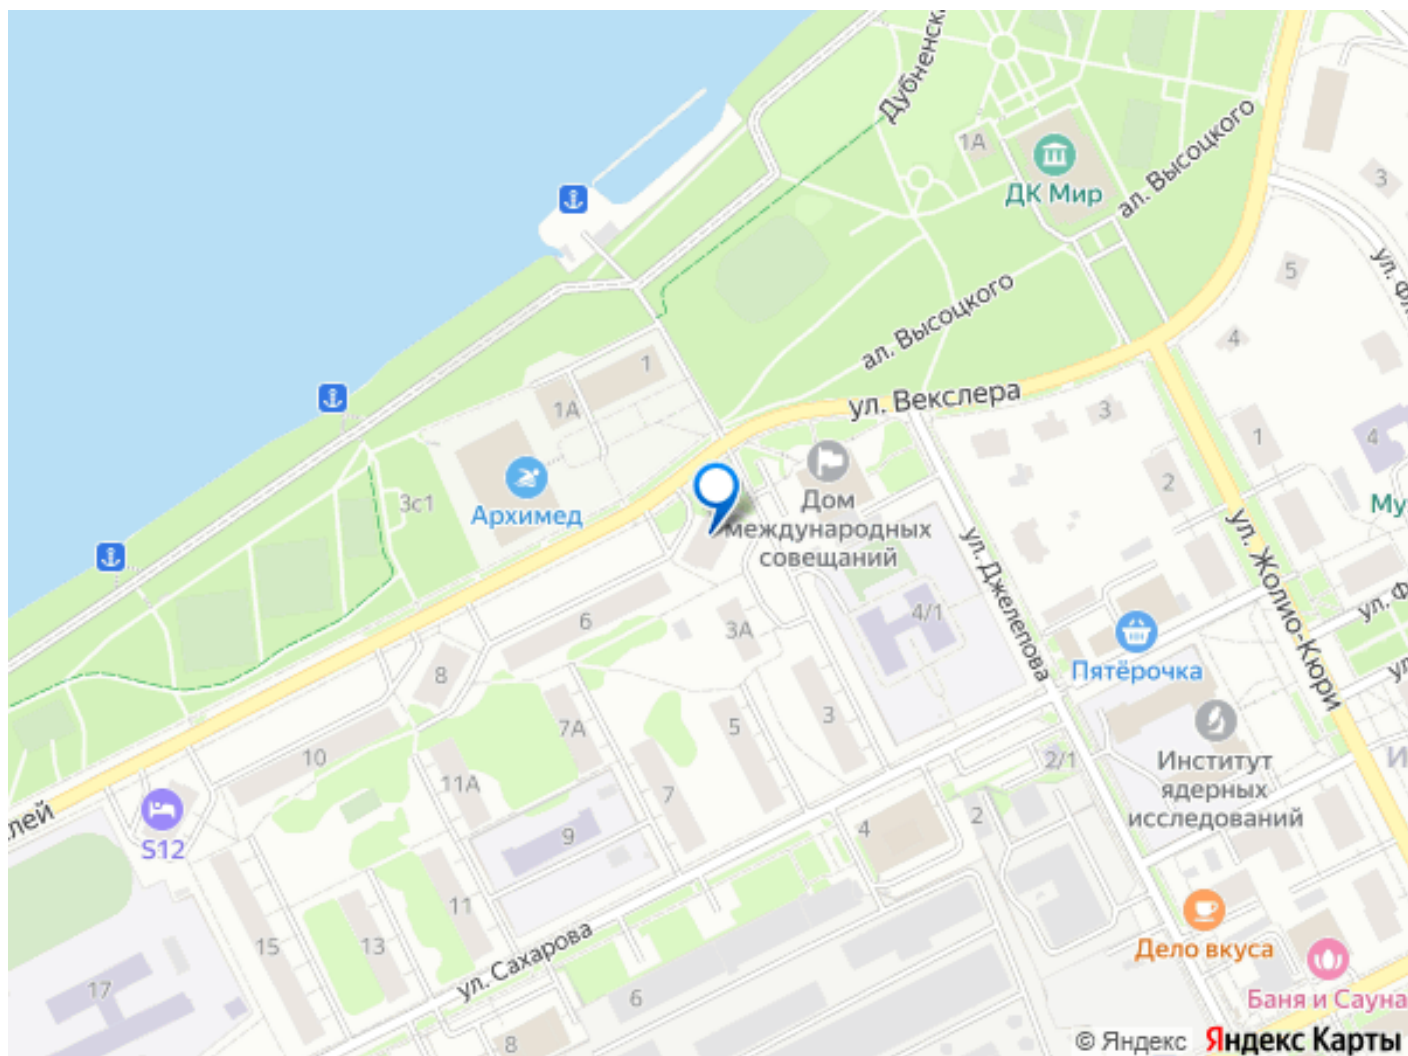 Дубненска
1А
ДК Мир
ал. Высоцкого
3
5
ул. Фл
4
ал. Высоцкого
ул. Векслера
1
1А
3
1
4
2
Му
3с1
Архимед
Дом
международных
совещаний
ул. Джелепова
ул. Жолио-Кюри
ул. Ф
4/1
6
3А
8
Пятёрочка
ул
7А
5
3
10
11А
7
2/1
Институт
ядерных
исследований
И
S12
лей
9
4
2
11
15
13
ул. Сахарова
Дело вкуса
17
6
8
Баня и Сауна
© Яндекс Яндекс Карты